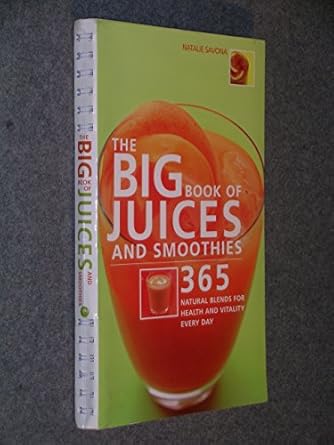 NATALIE SAVONA
THE
BIG BOOK OF
JUICES
AND SMOOTHIES
365
NATURAL BLENDS FOR
HEALTH AND VITALITY
EVERY DAY
THE BIG BOOK OF JUICES AND SMOOTHIES